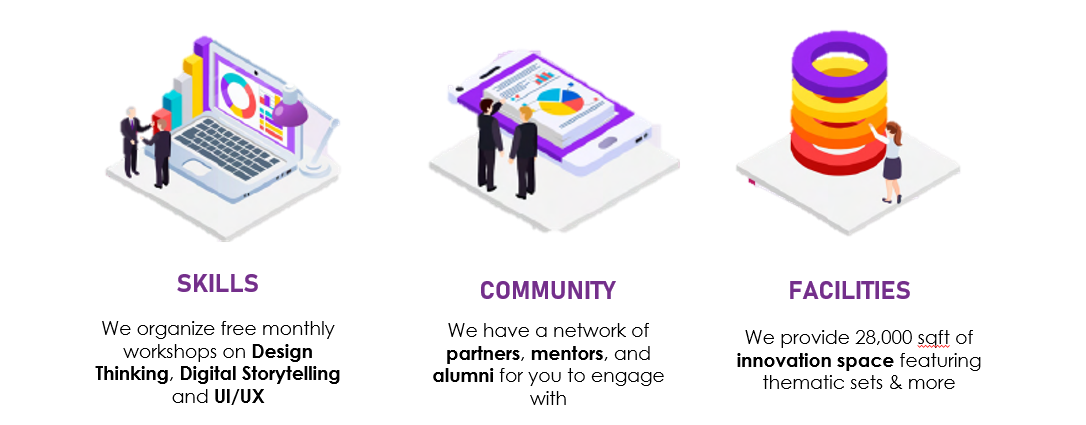 SKILLS
We organize free monthly
workshops on Design
Thinking, Digital Storytelling
and UI/UX
COMMUNITY
We have a network of
partners, mentors, and
alumni for you to engage
with
FACILITIES
We provide 28,000 sqft of
innovation space featuring
thematic sets & more